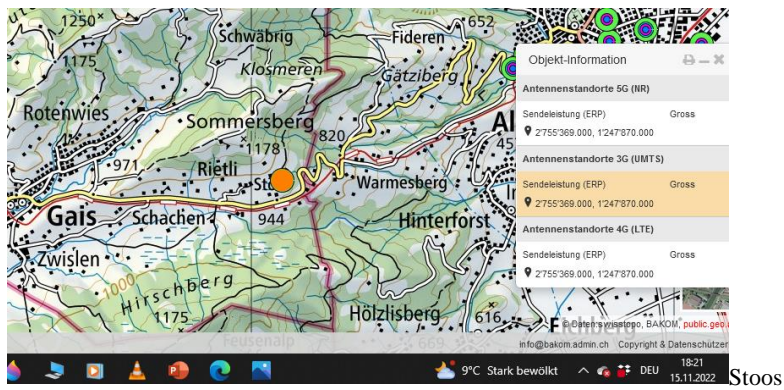 1250
652
Schwäbrig
Fideren
1175
Klosmeren
Gätziberg
Rotenwies
Sommersberg
820
1178
971
Rietli
Warmesberg
Gais
Schachen
944
Hinterforst
Zwislen
1000
Hirschberg
1175
Hölzlisberg
616
Feusenalp
669
Eichberg
Objekt-Information
Antennenstandorte 5G (NR)
Sendeleistung (ERP) Gross
2'755'369.000, 1'247'870.000
Antennenstandorte 3G (UMTS)
Sendeleistung (ERP) Gross
2'755'369.000, 1'247'870.000
Antennenstandorte 4G (LTE)
Sendeleistung (ERP) Gross
2'755'369.000, 1'247'870.000
© Daten: swisstopo, BAKOM, public.geo.
info@bakom.admin.ch Copyright & Datenschutzer
9°C Stark bewölkt DEU 18:21
15.11.2022
Stoos